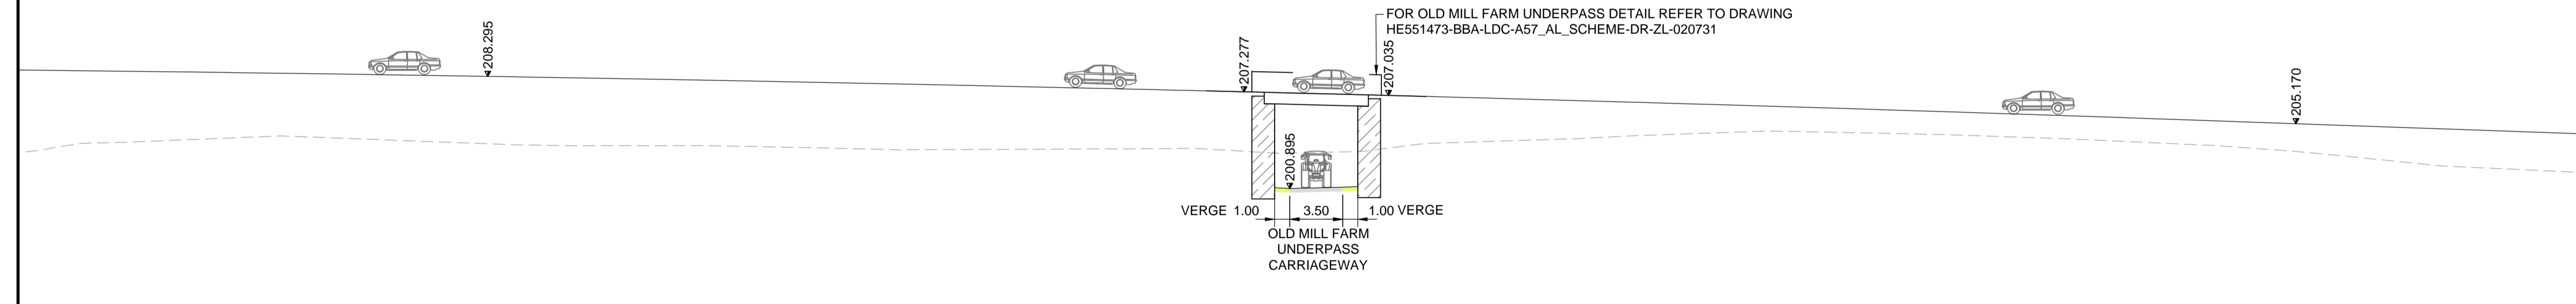 FOR OLD MILL FARM UNDERPASS DETAIL REFER TO DRAWING
HE551473-BBA-LDC-A57_AL_SCHEME-DR-ZL-020731
208.295
207.277
207.035
205.170
200.895
VERGE 1.00 3.50 1.00 VERGE
OLD MILL FARM
UNDERPASS
CARRIAGEWAY